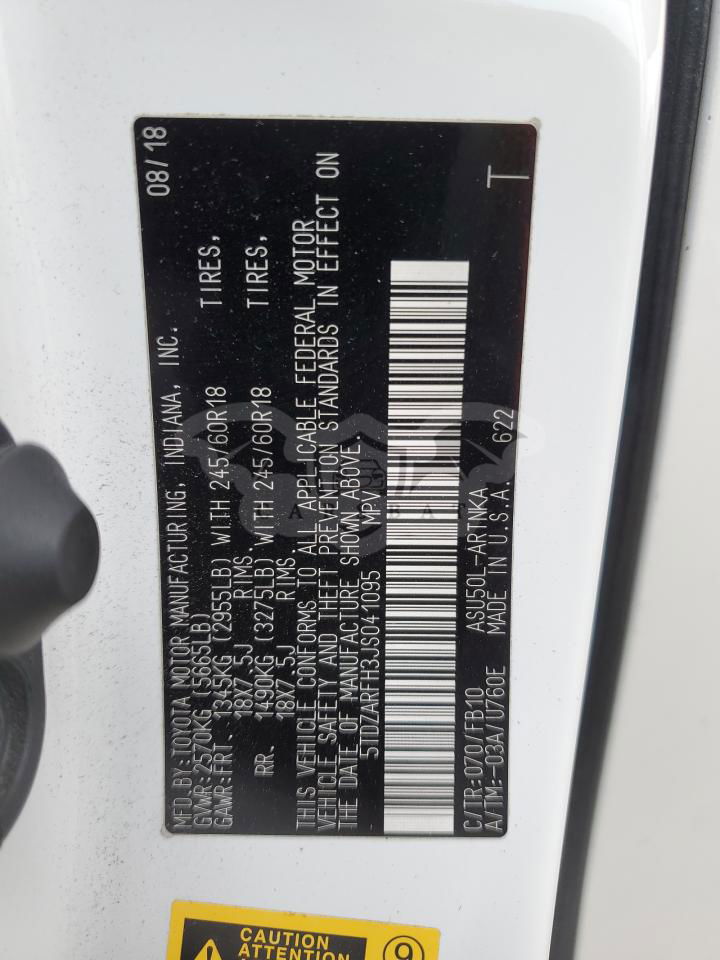 MFD.BY:TOYOTA MOTOR MANUFACTURING, INDIANA, INC. 08/18
GVWR:2570KG (5665LB)
GAWR:FRT. 1345KG (2955LB) WITH 245/60R18 TIRES,
18X7.5J RIMS.
RR. 1490KG (3275LB) WITH 245/60R18 TIRES,
18X7.5J RIMS.
THIS VEHICLE CONFORMS TO ALL APPLICABLE FEDERAL MOTOR
VEHICLE SAFETY AND THEFT PREVENTION STANDARDS IN EFFECT ON
THE DATE OF MANUFACTURE SHOWN ABOVE.
5TDZARFH3JS041095 MPV
C/TR:070/FB10 ASU50L-ARTNKA
A/TM:-03A/U760E MADE IN U.S.A. 622
T
CAUTION
ATTENTION
9